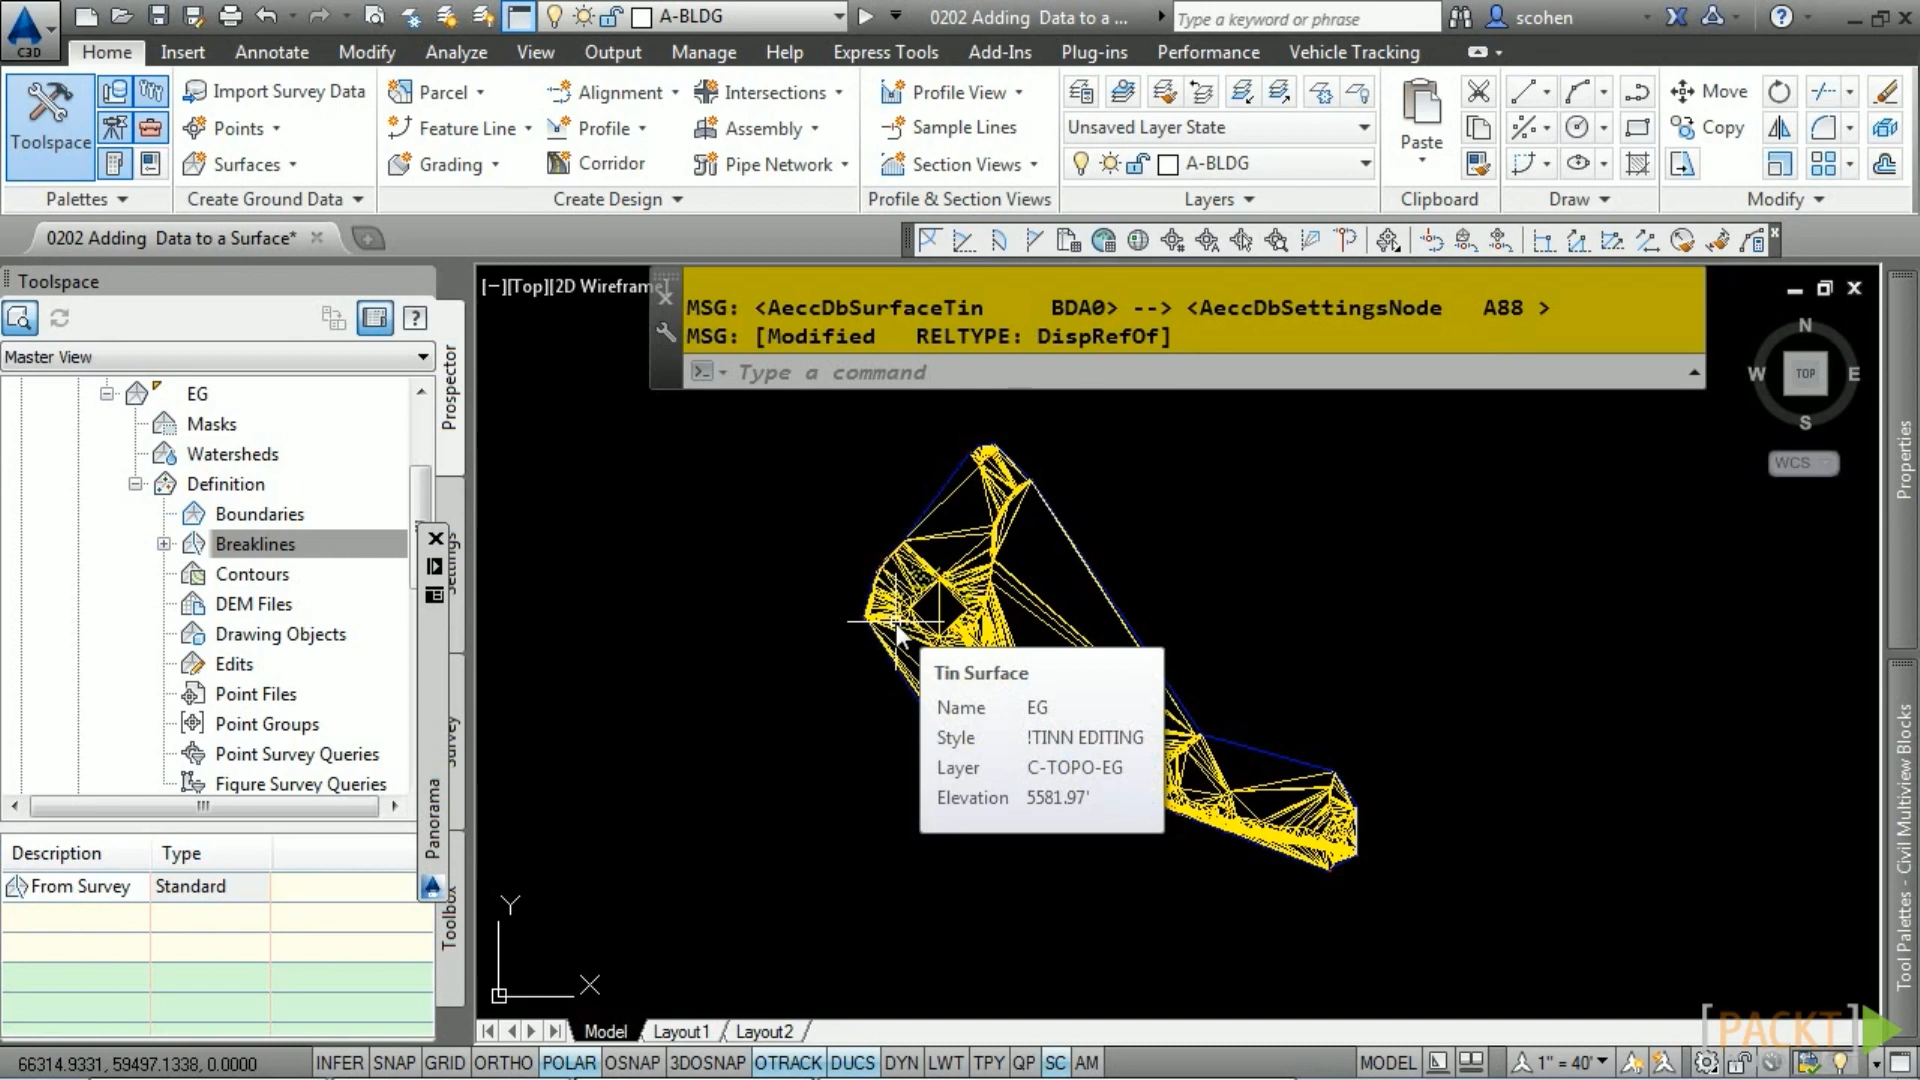 A-BLDG
0202 Adding Data to a ...
Type a keyword or phrase
scohen
C3D
Home Insert Annotate Modify Analyze View Output Manage Help Express Tools Add-Ins Plug-ins Performance Vehicle Tracking
Toolspace
Import Survey Data
Points
Surfaces
Parcel
Feature Line
Grading
Alignment
Profile
Corridor
Intersections
Assembly
Pipe Network
Profile View
Sample Lines
Section Views
Unsaved Layer State
A-BLDG
Paste
Move
Copy
Palettes Create Ground Data Create Design Profile & Section Views Layers Clipboard Draw Modify
0202 Adding Data to a Surface*
Toolspace
Master View
EG
Masks
Watersheds
Definition
Boundaries
Breaklines
Contours
DEM Files
Drawing Objects
Edits
Point Files
Point Groups
Point Survey Queries
Figure Survey Queries
Description Type
From Survey Standard
Prospector
Settings
Survey
Toolbox
Panorama
[−][Top][2D Wireframe]
MSG: <AeccDbSurfaceTin BDA0> --> <AeccDbSettingsNode A88 >
MSG: [Modified RELTYPE: DispRefOf]
Type a command
N
W TOP E
S
WCS
Tin Surface
Name EG
Style !TINN EDITING
Layer C-TOPO-EG
Elevation 5581.97'
Y
X
Properties
Tool Palettes - Civil Multiview Blocks
[PACKT]
Model Layout1 Layout2
66314.9331, 59497.1338, 0.0000 INFER SNAP GRID ORTHO POLAR OSNAP 3DOSNAP OTRACK DUCS DYN LWT TPY QP SC AM MODEL 1" = 40'